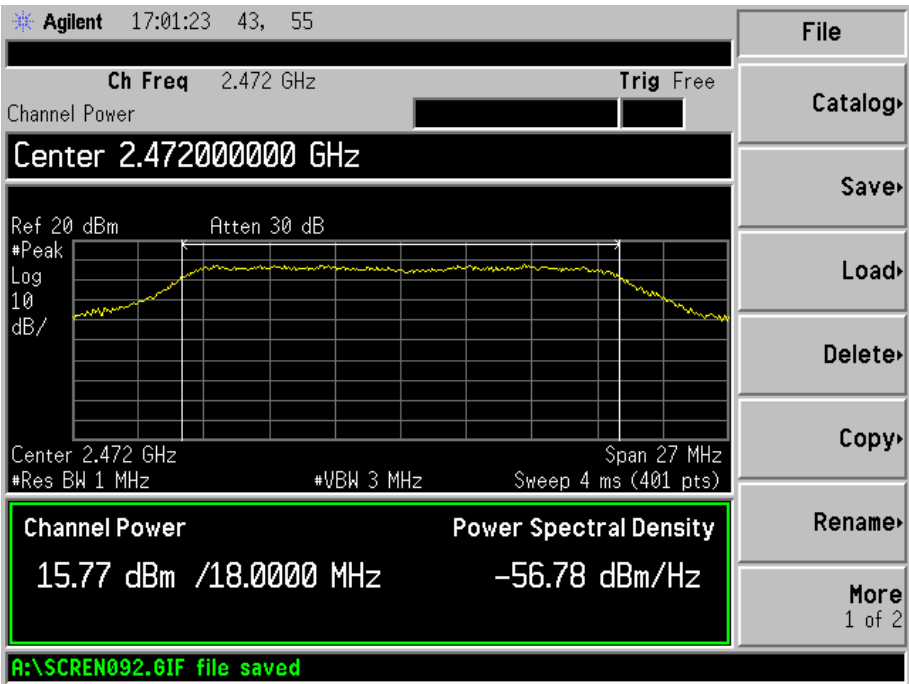 Agilent 17:01:23 43, 55
File
Ch Freq 2.472 GHz Trig Free
Channel Power
Catalog
Center 2.472000000 GHz
Save
Ref 20 dBm Atten 30 dB
#Peak
Log
10
dB/
Load
Delete
Copy
Center 2.472 GHz Span 27 MHz
#Res BW 1 MHz #VBW 3 MHz Sweep 4 ms (401 pts)
Channel Power Power Spectral Density
Rename
15.77 dBm /18.0000 MHz -56.78 dBm/Hz
More
1 of 2
A:\SCREN092.GIF file saved